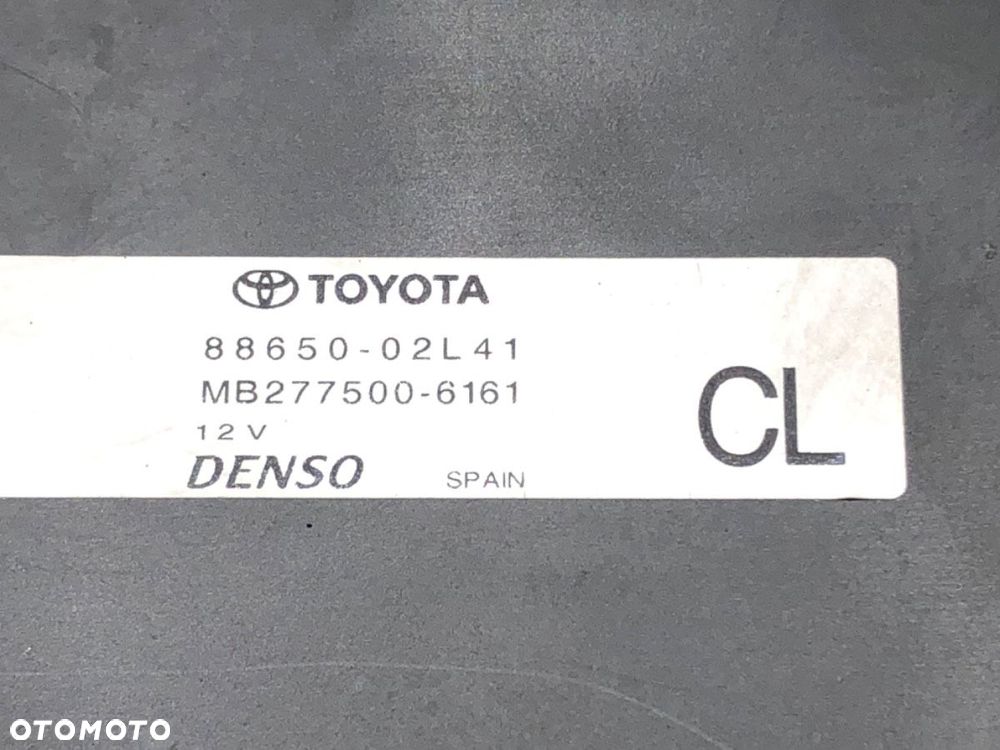 TOYOTA
88650-02L41
MB277500-6161
12V
DENSO SPAIN
CL
OTOMOTO